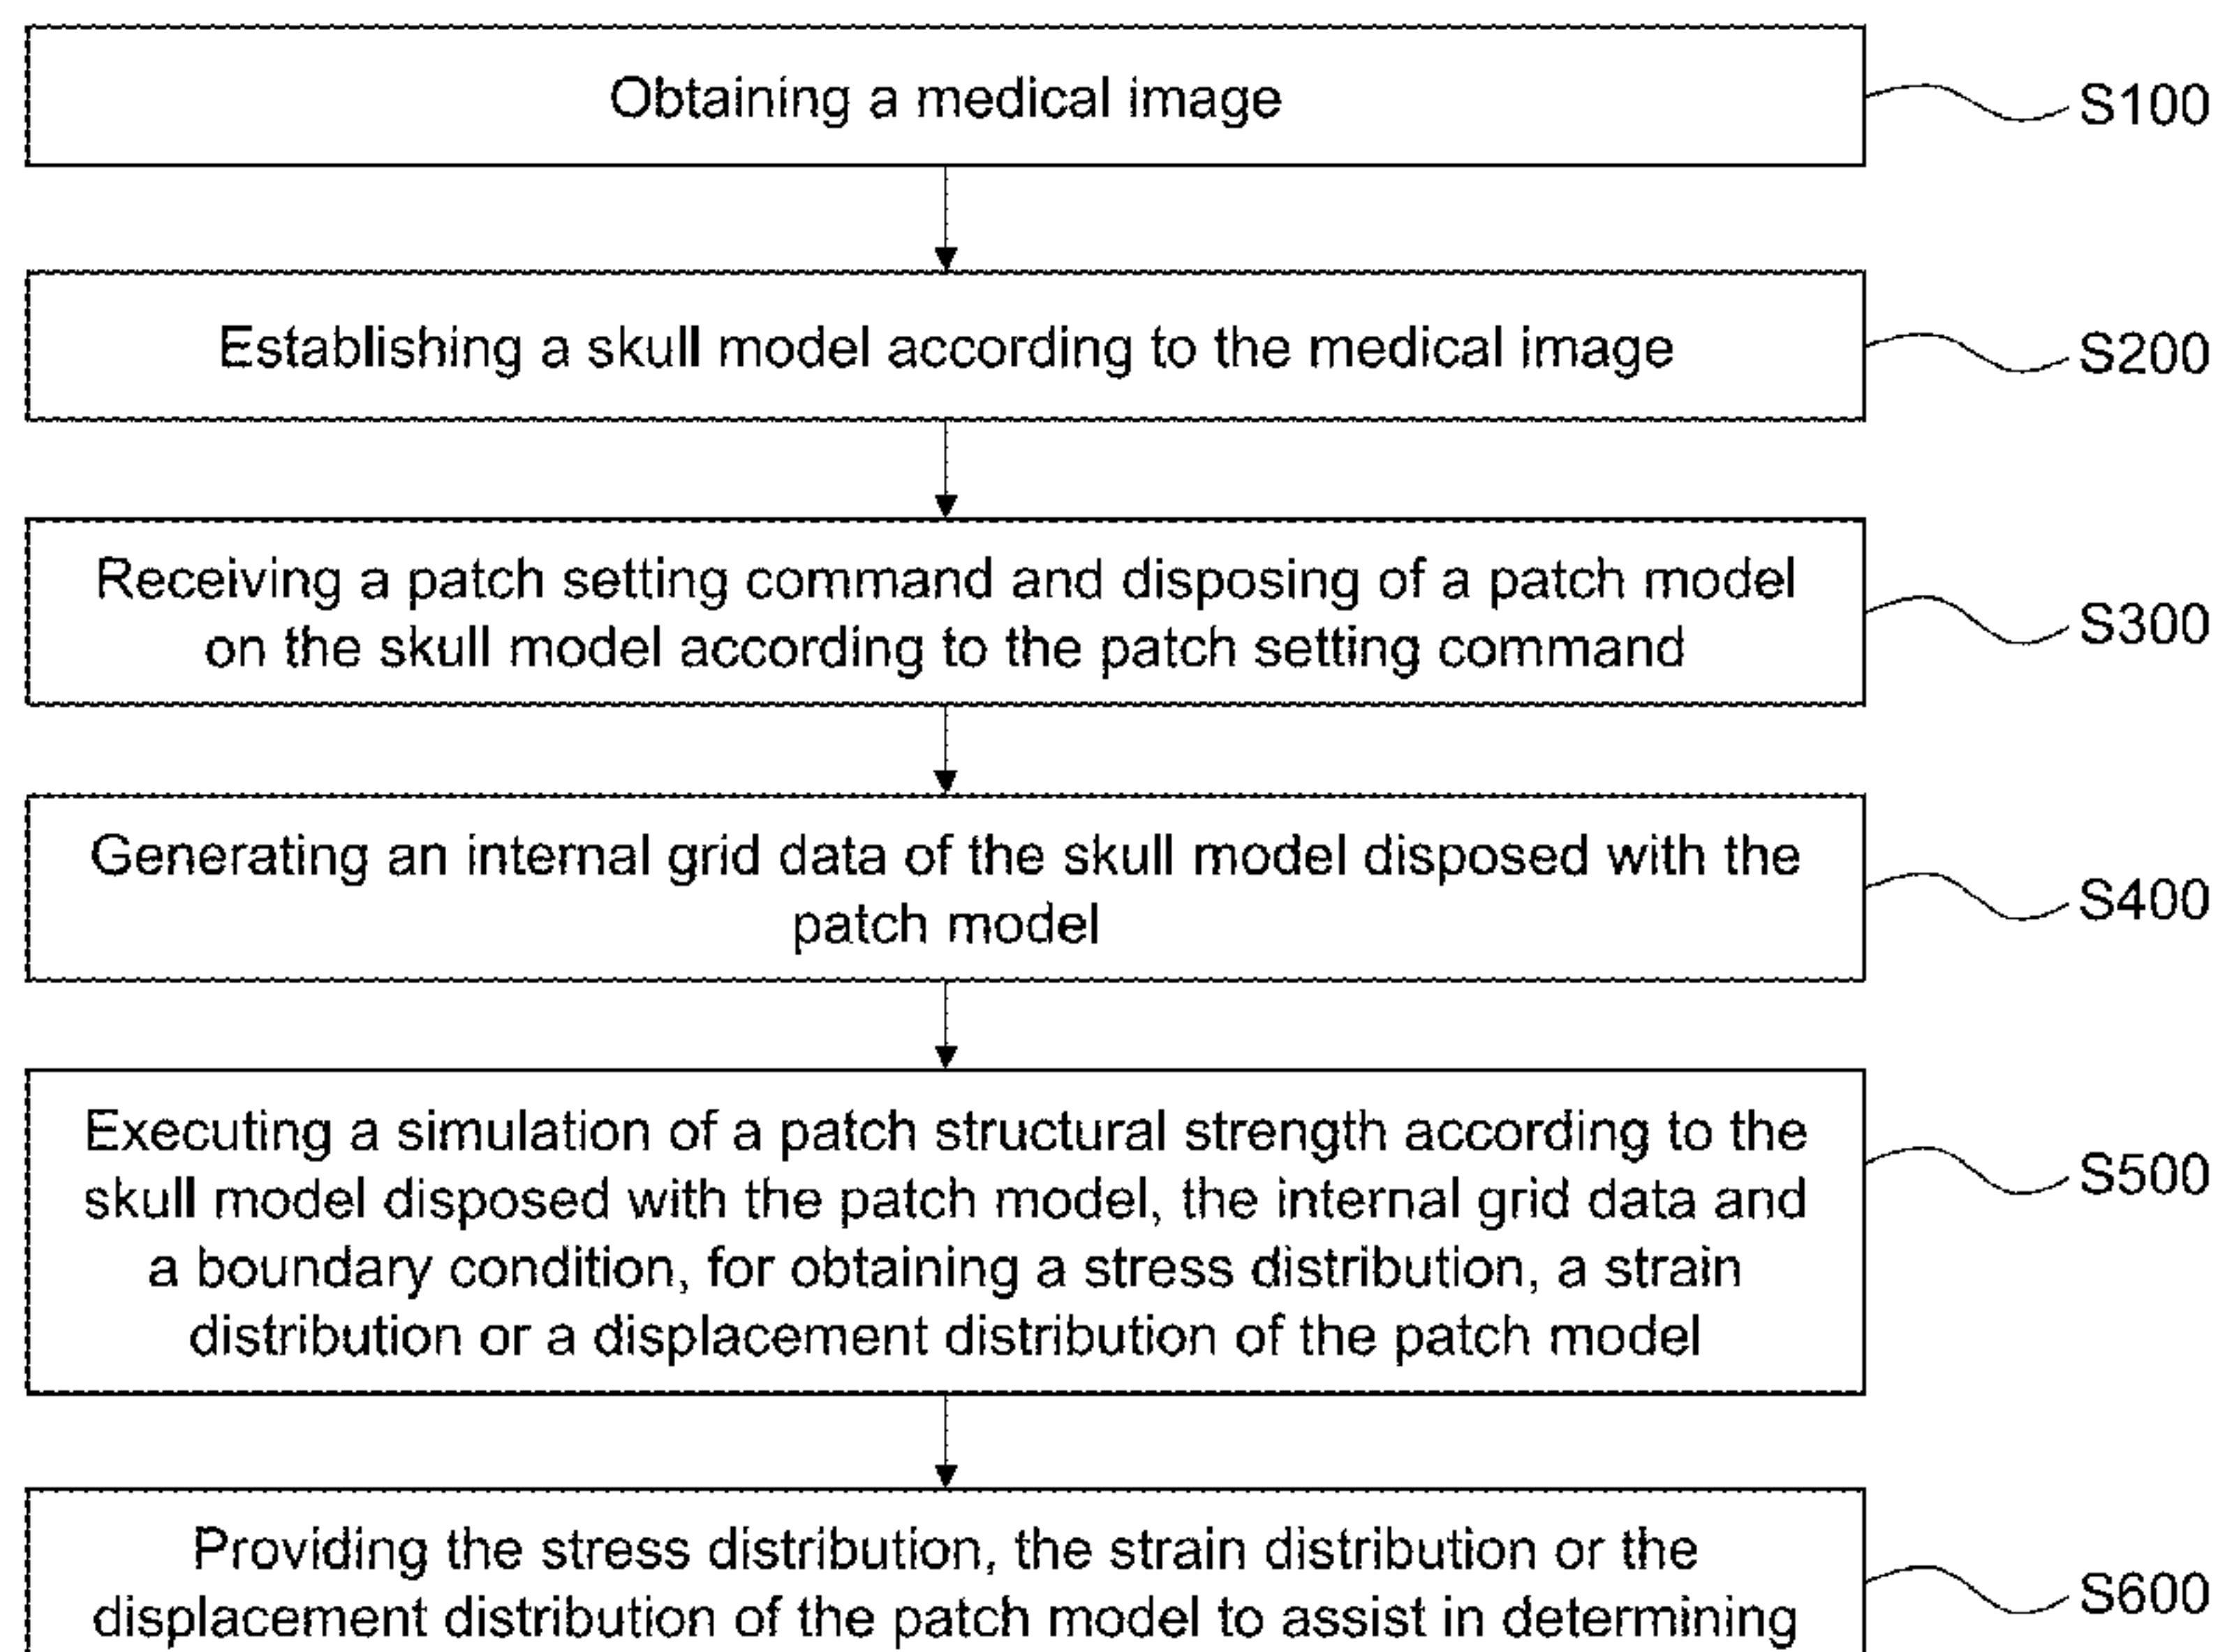 Obtaining a medical image
S100
Establishing a skull model according to the medical image
S200
Receiving a patch setting command and disposing of a patch model
on the skull model according to the patch setting command
S300
Generating an internal grid data of the skull model disposed with the
patch model
S400
Executing a simulation of a patch structural strength according to the
skull model disposed with the patch model, the internal grid data and
a boundary condition, for obtaining a stress distribution, a strain
distribution or a displacement distribution of the patch model
S500
Providing the stress distribution, the strain distribution or the
displacement distribution of the patch model to assist in determining
S600